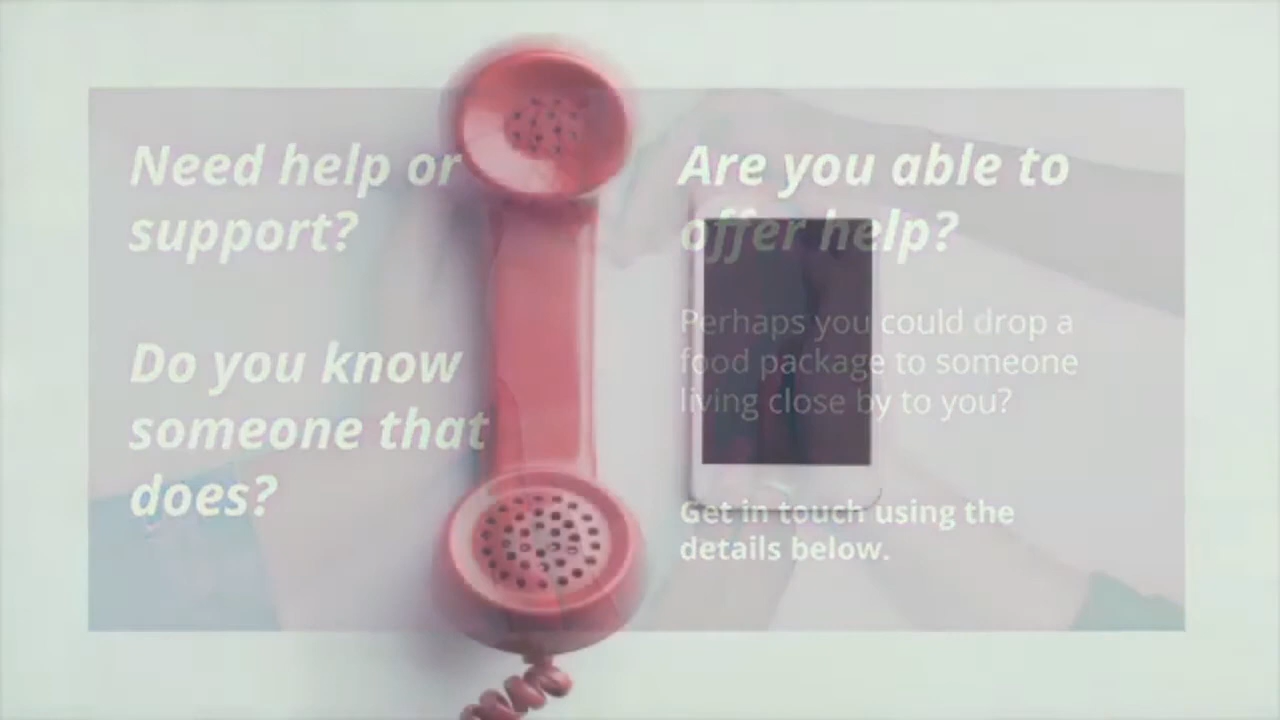 Need help or
support?
Do you know
someone that
does?
Are you able to
offer help?
Perhaps you could drop a
food package to someone
living close by to you?
Get in touch using the
details below.